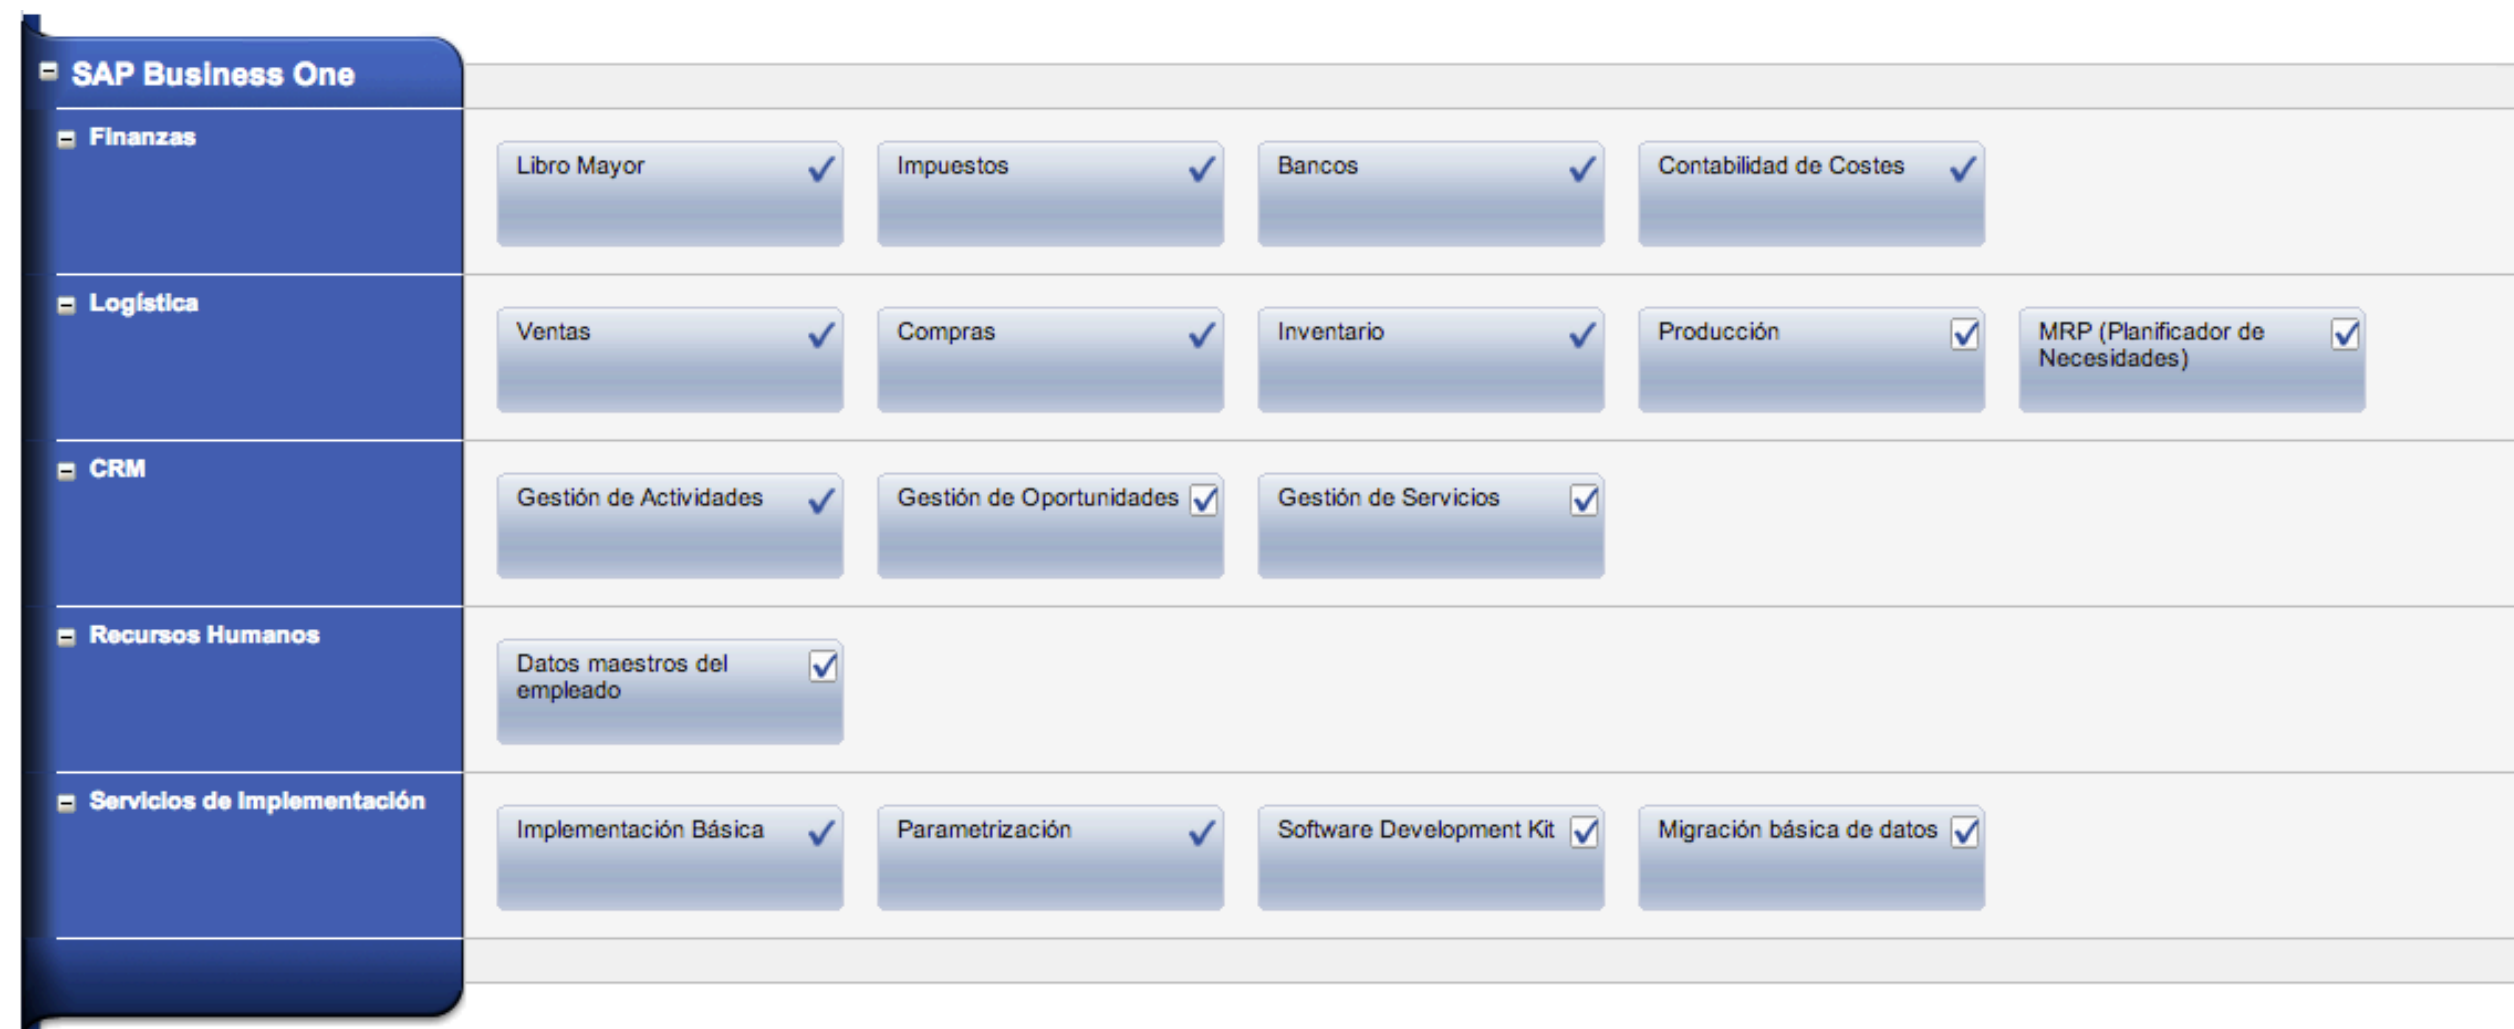 SAP Business One
Finanzas
Libro Mayor
Impuestos
Bancos
Contabilidad de Costes
Logística
Ventas
Compras
Inventario
Producción
MRP (Planificador de
Necesidades)
CRM
Gestión de Actividades
Gestión de Oportunidades
Gestión de Servicios
Recursos Humanos
Datos maestros del
empleado
Servicios de Implementación
Implementación Básica
Parametrización
Software Development Kit
Migración básica de datos